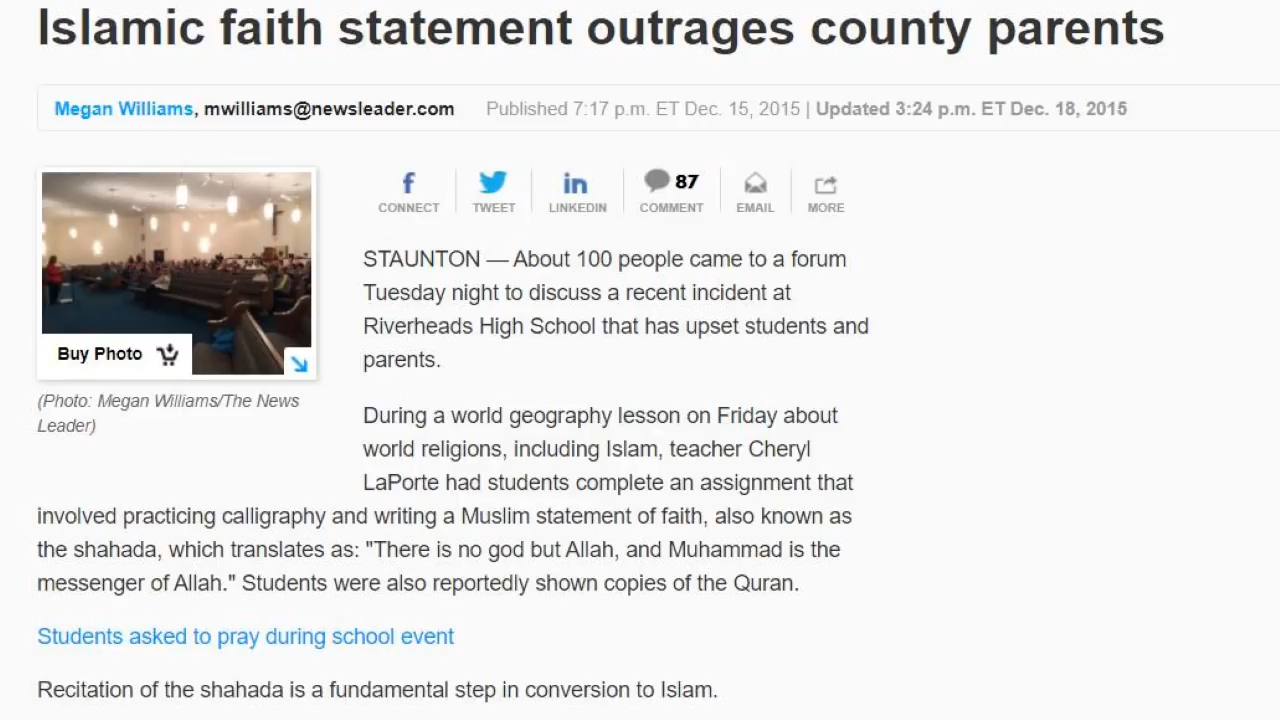 Islamic faith statement outrages county parents
Megan Williams, mwilliams@newsleader.com Published 7:17 p.m. ET Dec. 15, 2015 | Updated 3:24 p.m. ET Dec. 18, 2015
f in 87
CONNECT TWEET LINKEDIN COMMENT EMAIL MORE
Buy Photo
(Photo: Megan Williams/The News
Leader)
STAUNTON — About 100 people came to a forum
Tuesday night to discuss a recent incident at
Riverheads High School that has upset students and
parents.
During a world geography lesson on Friday about
world religions, including Islam, teacher Cheryl
LaPorte had students complete an assignment that
involved practicing calligraphy and writing a Muslim statement of faith, also known as
the shahada, which translates as: "There is no god but Allah, and Muhammad is the
messenger of Allah." Students were also reportedly shown copies of the Quran.
Students asked to pray during school event
Recitation of the shahada is a fundamental step in conversion to Islam.